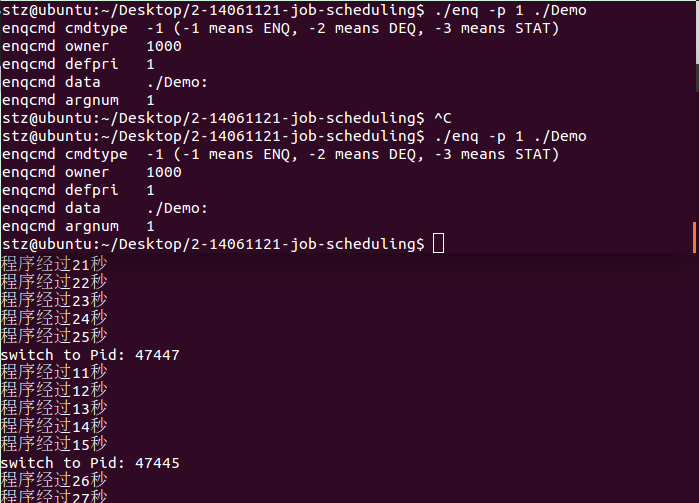 stz@ubuntu:~/Desktop/2-14061121-job-scheduling$ ./enq -p 1 ./Demo
enqcmd cmdtype  -1 (-1 means ENQ, -2 means DEQ, -3 means STAT)
enqcmd owner    1000
enqcmd defpri   1
enqcmd data     ./Demo:
enqcmd argnum   1
stz@ubuntu:~/Desktop/2-14061121-job-scheduling$ ^C
stz@ubuntu:~/Desktop/2-14061121-job-scheduling$ ./enq -p 1 ./Demo
enqcmd cmdtype  -1 (-1 means ENQ, -2 means DEQ, -3 means STAT)
enqcmd owner    1000
enqcmd defpri   1
enqcmd data     ./Demo:
enqcmd argnum   1
stz@ubuntu:~/Desktop/2-14061121-job-scheduling$
程序经过21秒
程序经过22秒
程序经过23秒
程序经过24秒
程序经过25秒
switch to Pid: 47447
程序经过11秒
程序经过12秒
程序经过13秒
程序经过14秒
程序经过15秒
switch to Pid: 47445
程序经过26秒
程序经过27秒